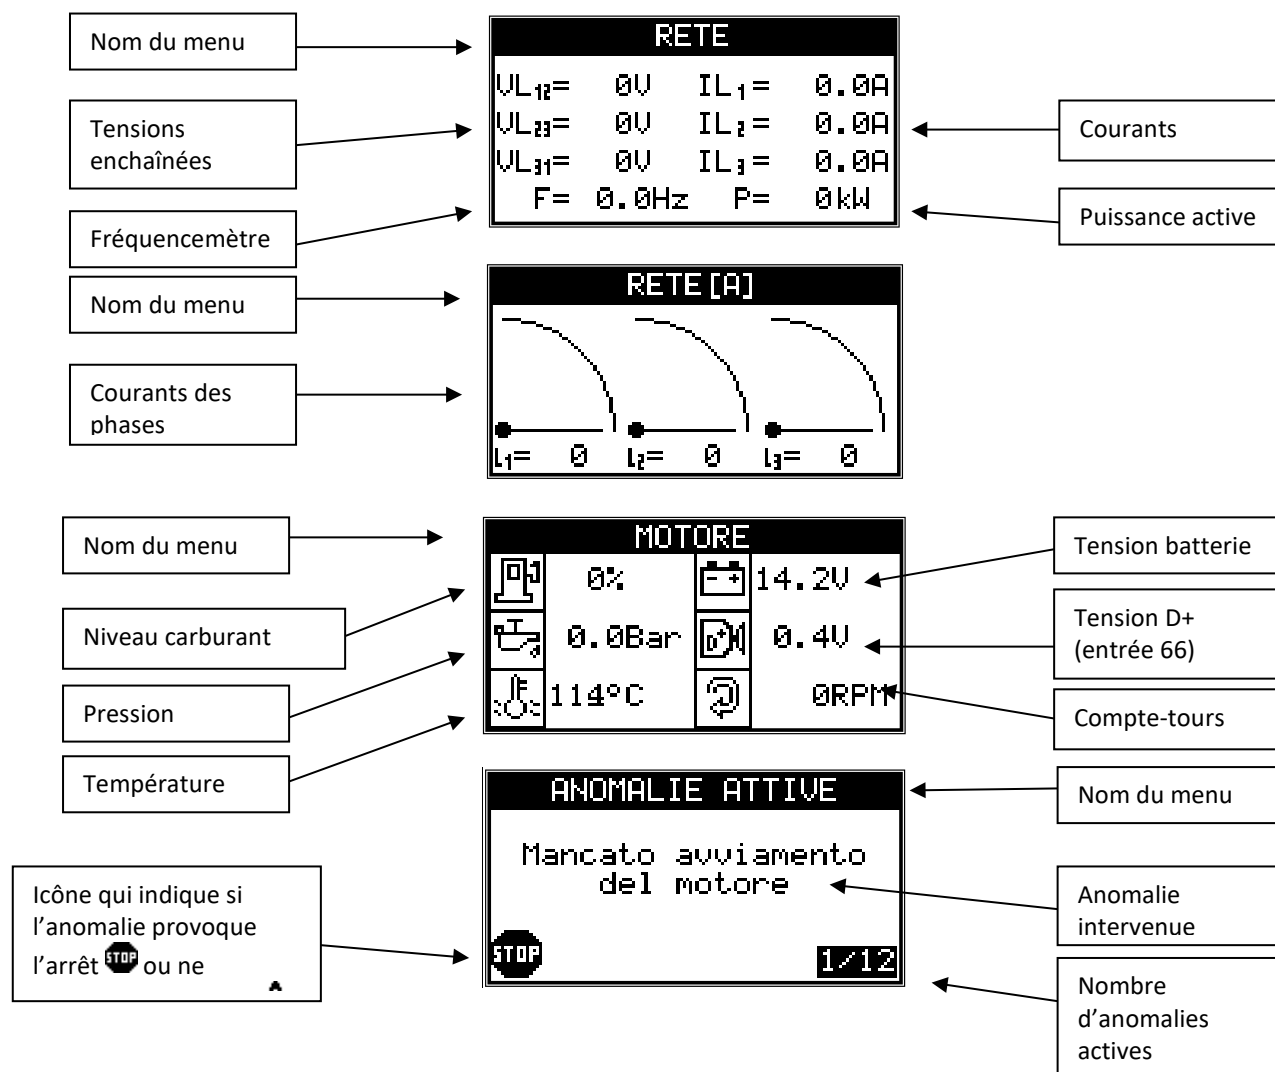 Nom du menu
RETE
VL12= 0V IL1= 0.0A
Tensions
enchaînées
VL23= 0V IL2= 0.0A
Courants
VL31= 0V IL3= 0.0A
F= 0.0Hz P= 0kW
Fréquencemètre
Puissance active
Nom du menu
RETE[A]
Courants des
phases
L1= 0 L2= 0 L3= 0
Nom du menu
MOTORE
Tension batterie
0% 14.2V
Niveau carburant
Tension D+
(entrée 66)
0.0Bar D+ 0.4V
Pression
114°C 0RPM
Compte-tours
Température
ANOMALIE ATTIVE
Nom du menu
Mancato avviamento
del motore
Icône qui indique si
l’anomalie provoque
l’arrêt STOP ou ne
Anomalie
intervenue
STOP 1/12
Nombre
d’anomalies
actives